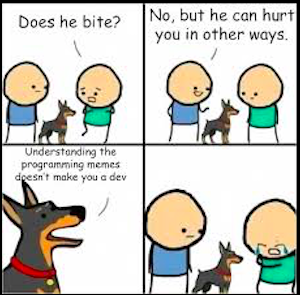 Does he bite?
No, but he can hurt
you in other ways.
Understanding the
programming memes
doesn't make you a dev